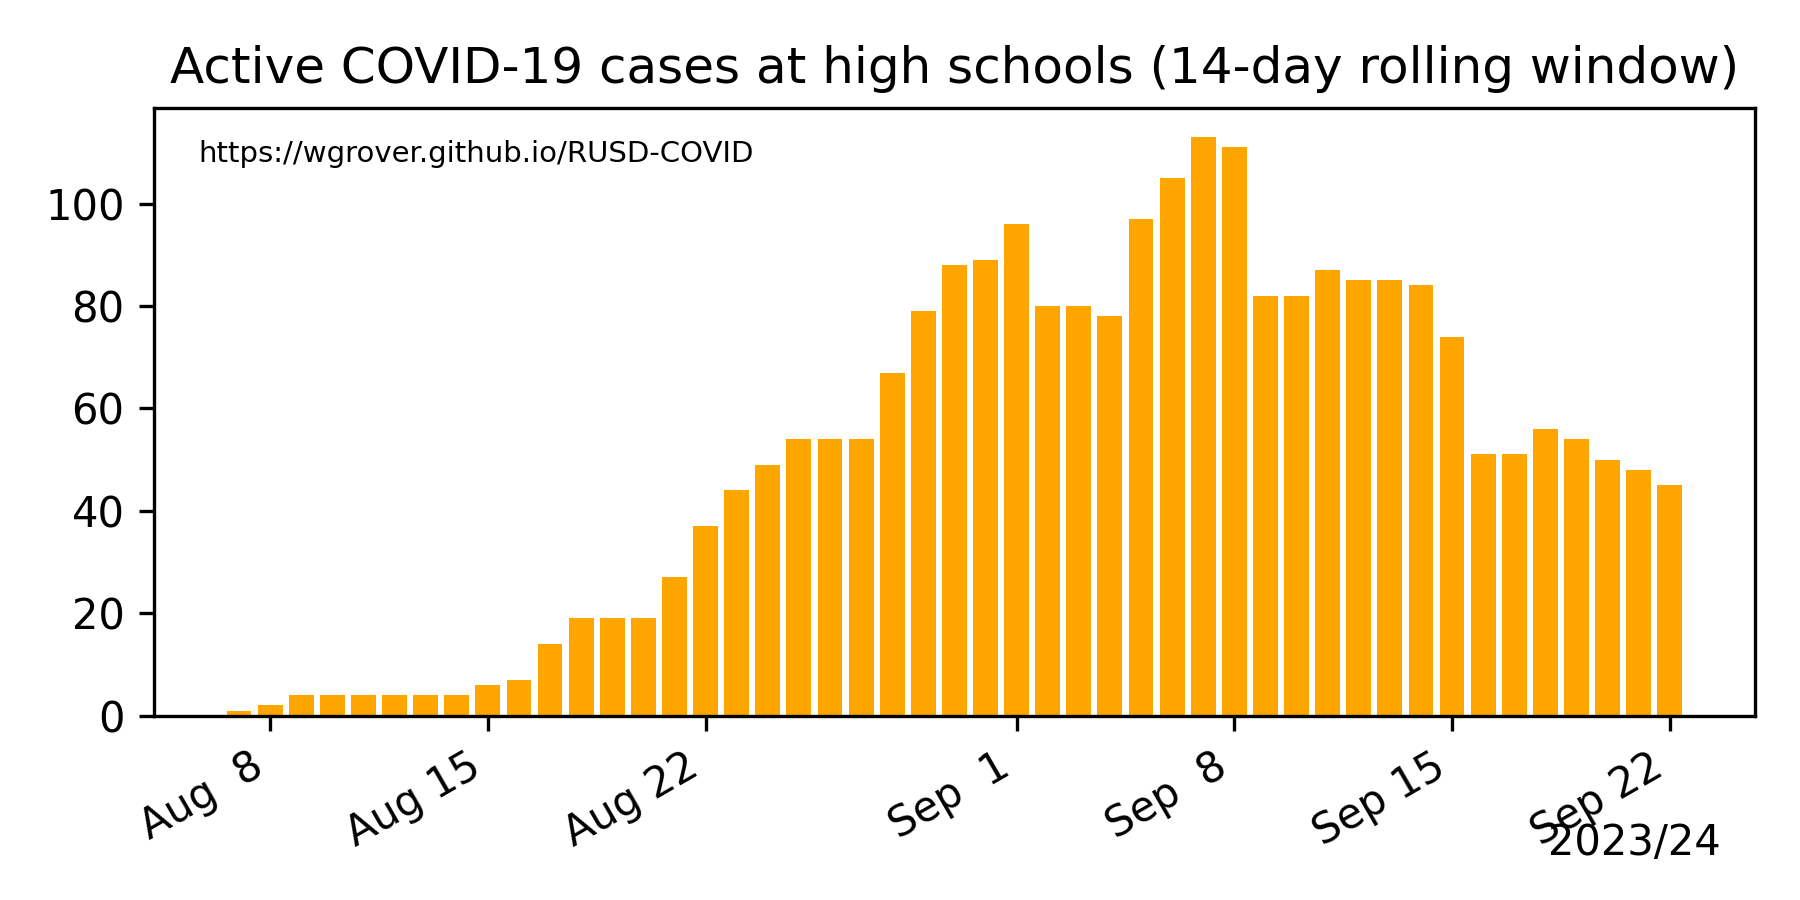 Active COVID-19 cases at high schools (14-day rolling window)
https://wgrover.github.io/RUSD-COVID
100
80
60
40
20
0
Aug 8
Aug 15
Aug 22
Sep 1
Sep 8
Sep 15
Sep 22
2023/24